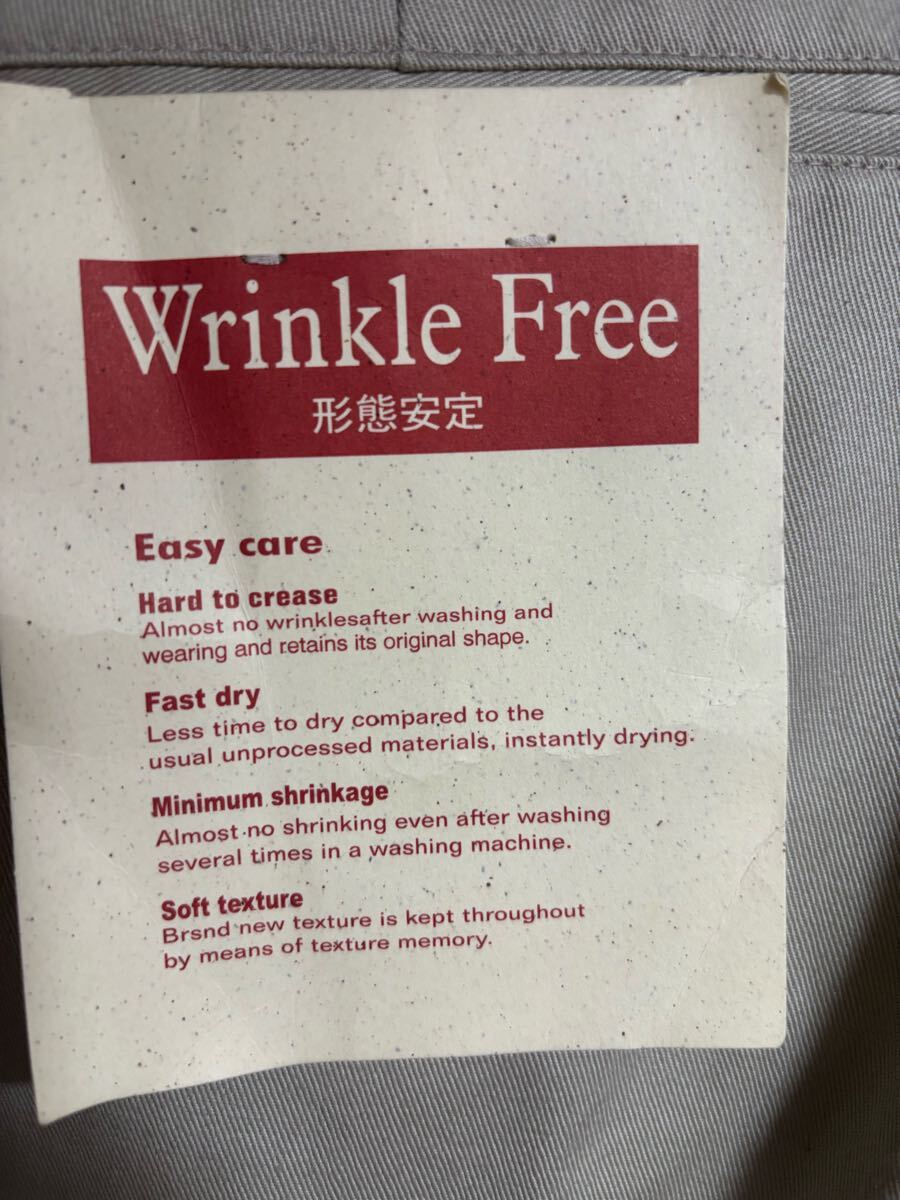 Wrinkle Free
形態安定
Easy care
Hard to crease
Almost no wrinklesafter washing and
wearing and retains its original shape.
Fast dry
Less time to dry compared to the
usual unprocessed materials, instantly drying.
Minimum shrinkage
Almost no shrinking even after washing
several times in a washing machine.
Soft texture
Brsnd new texture is kept throughout
by means of texture memory.